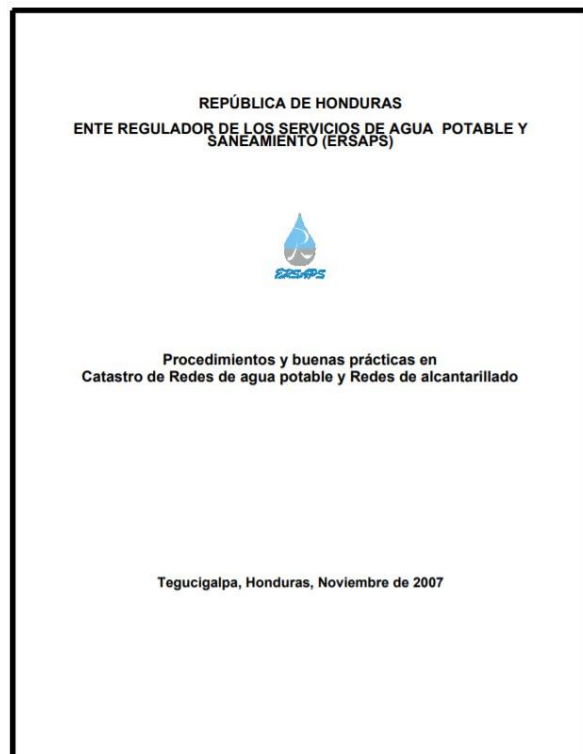 REPÚBLICA DE HONDURAS
ENTE REGULADOR DE LOS SERVICIOS DE AGUA POTABLE Y
SANEAMIENTO (ERSAPS)
ERSAPS
Procedimientos y buenas prácticas en
Catastro de Redes de agua potable y Redes de alcantarillado
Tegucigalpa, Honduras, Noviembre de 2007